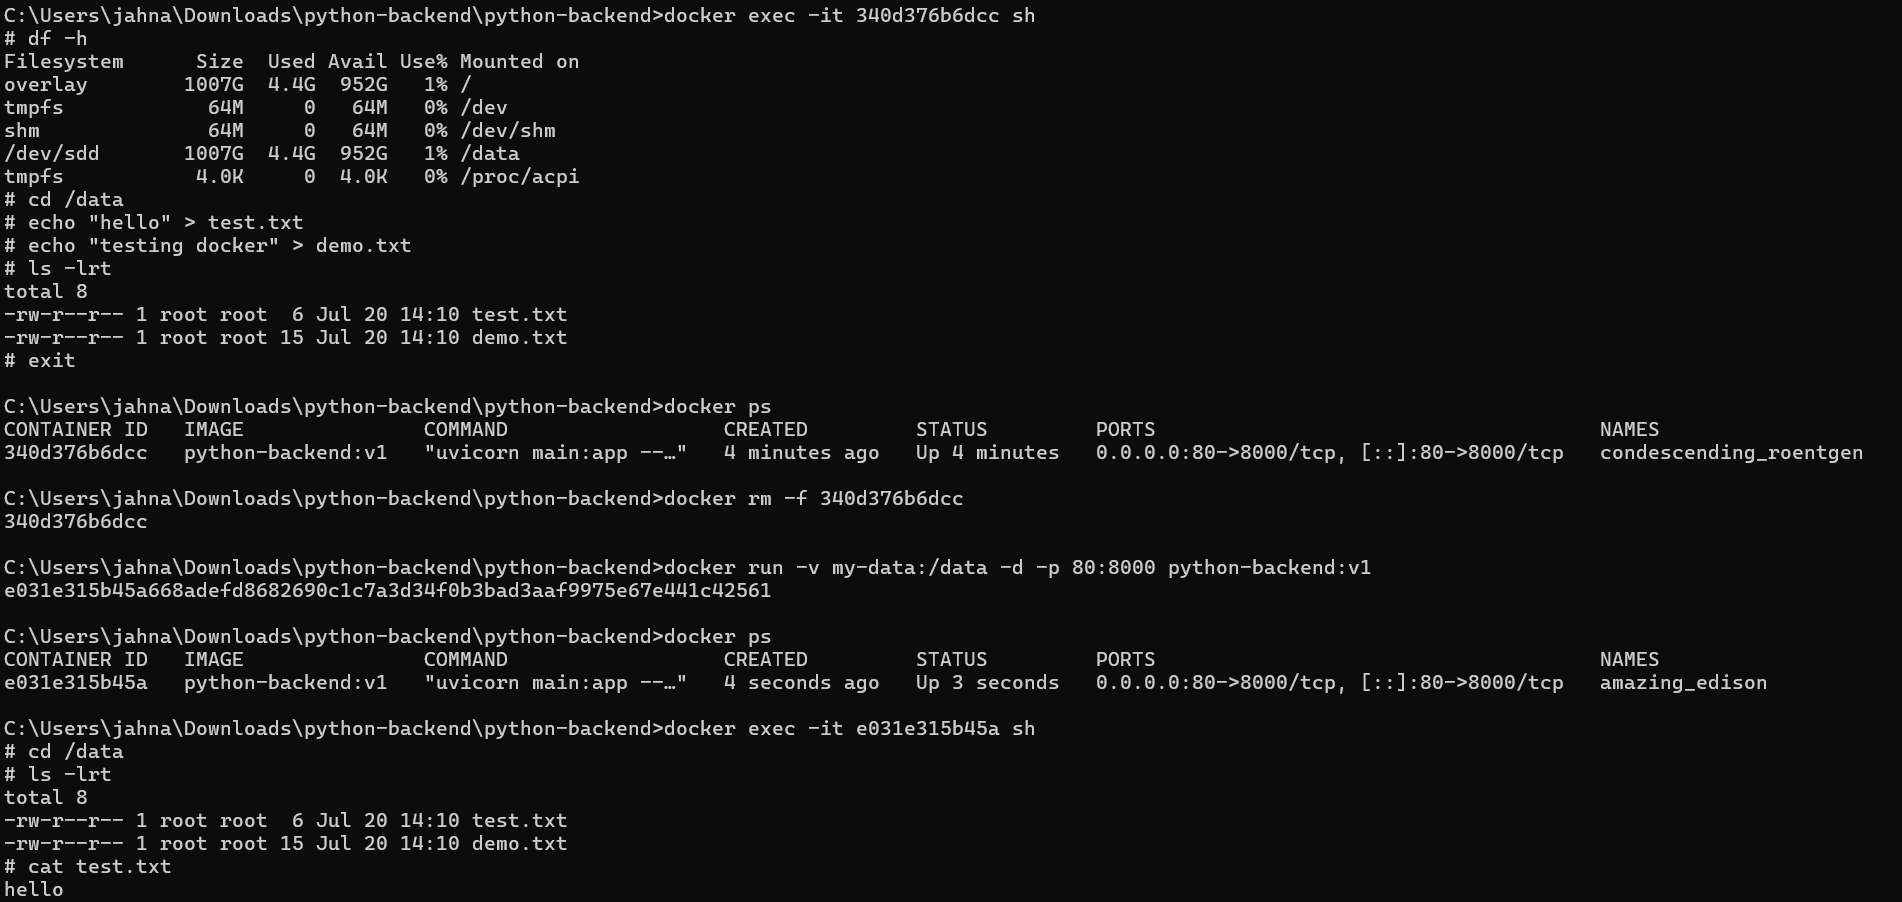 C:\Users\jahna\Downloads\python-backend\python-backend>docker exec -it 340d376b6dcc sh
# df -h
Filesystem      Size  Used Avail Use% Mounted on
overlay        1007G  4.4G  952G   1% /
tmpfs            64M     0   64M   0% /dev
shm              64M     0   64M   0% /dev/shm
/dev/sdd       1007G  4.4G  952G   1% /data
tmpfs           4.0K     0  4.0K   0% /proc/acpi
# cd /data
# echo "hello" > test.txt
# echo "testing docker" > demo.txt
# ls -lrt
total 8
-rw-r--r-- 1 root root  6 Jul 20 14:10 test.txt
-rw-r--r-- 1 root root 15 Jul 20 14:10 demo.txt
# exit
C:\Users\jahna\Downloads\python-backend\python-backend>docker ps
CONTAINER ID   IMAGE               COMMAND                  CREATED         STATUS         PORTS                                     NAMES
340d376b6dcc   python-backend:v1   "uvicorn main:app --…"   4 minutes ago   Up 4 minutes   0.0.0.0:80->8000/tcp, [::]:80->8000/tcp   condescending_roentgen
C:\Users\jahna\Downloads\python-backend\python-backend>docker rm -f 340d376b6dcc
340d376b6dcc
C:\Users\jahna\Downloads\python-backend\python-backend>docker run -v my-data:/data -d -p 80:8000 python-backend:v1
e031e315b45a668adefd8682690c1c7a3d34f0b3bad3aaf9975e67e441c42561
C:\Users\jahna\Downloads\python-backend\python-backend>docker ps
CONTAINER ID   IMAGE               COMMAND                  CREATED         STATUS         PORTS                                     NAMES
e031e315b45a   python-backend:v1   "uvicorn main:app --…"   4 seconds ago   Up 3 seconds   0.0.0.0:80->8000/tcp, [::]:80->8000/tcp   amazing_edison
C:\Users\jahna\Downloads\python-backend\python-backend>docker exec -it e031e315b45a sh
# cd /data
# ls -lrt
total 8
-rw-r--r-- 1 root root  6 Jul 20 14:10 test.txt
-rw-r--r-- 1 root root 15 Jul 20 14:10 demo.txt
# cat test.txt
hello